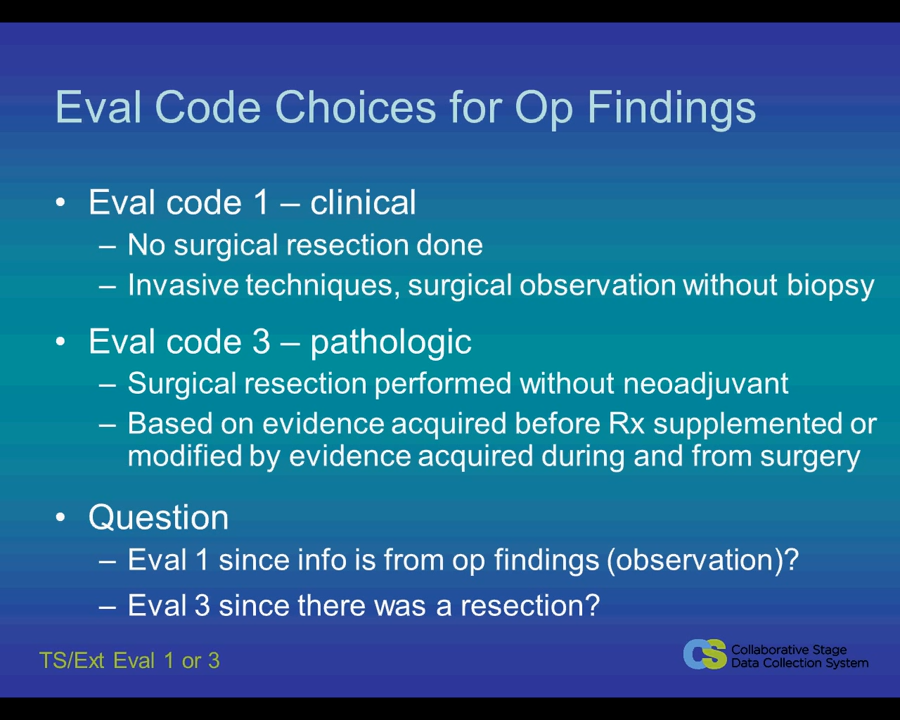 Eval Code Choices for Op Findings
• Eval code 1 – clinical
– No surgical resection done
– Invasive techniques, surgical observation without biopsy
• Eval code 3 – pathologic
– Surgical resection performed without neoadjuvant
– Based on evidence acquired before Rx supplemented or
modified by evidence acquired during and from surgery
• Question
– Eval 1 since info is from op findings (observation)?
– Eval 3 since there was a resection?
TS/Ext Eval 1 or 3
CS Collaborative Stage
Data Collection System